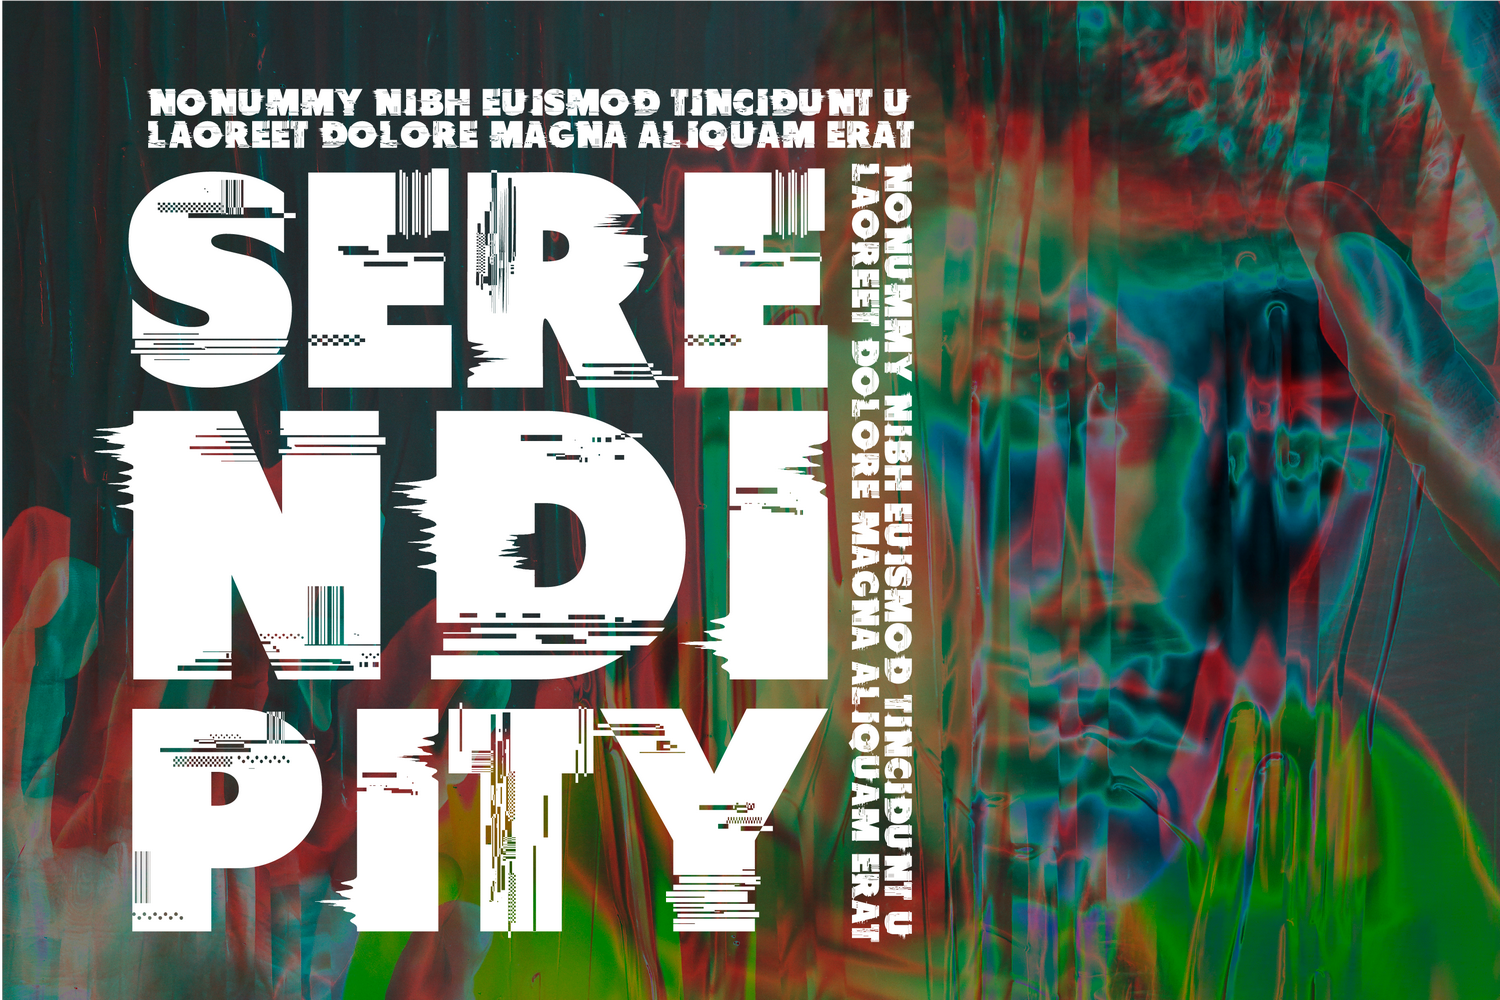 NONUMMY NIBH EUISMOD TINCIDUNT U
LAOREET DOLORE MAGNA ALIQUAM ERAT
SERE
NDI
PITY
NONUMMY NIBH EUISMOD TINCIDUNT U
LAOREET DOLORE MAGNA ALIQUAM ERAT